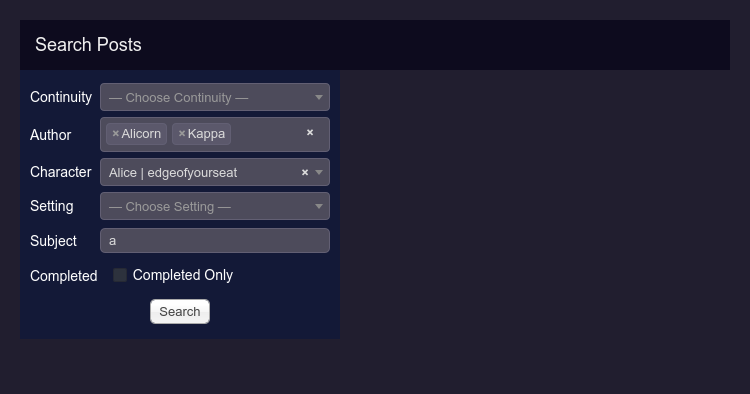 Search Posts
Continuity — Choose Continuity —
Author × Alicorn × Kappa ×
Character Alice | edgeofyourseat ×
Setting — Choose Setting —
Subject a
Completed Completed Only
Search